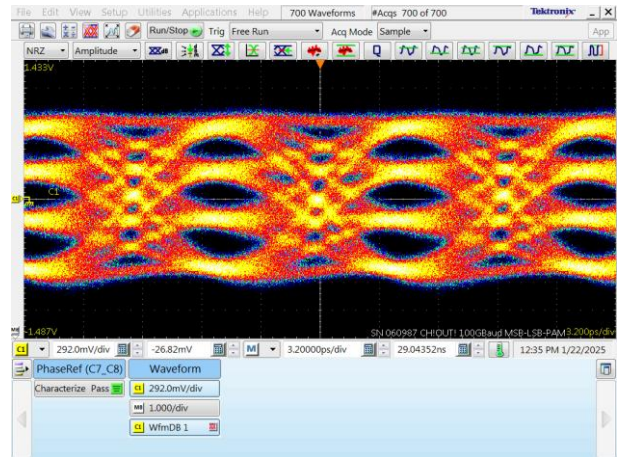 File Edit View Setup Utilities Applications Help 700 Waveforms #Acqs 700 of 700 Tektronix
Run/Stop Trig Free Run Acq Mode Sample App
NRZ Amplitude Q
1.433V
C1
C1
M8 -1.487V
SN 060987 CH!OUT! 100GBaud MSB-LSB-PAM 3.200ps/div
C1 292.0mV/div -26.82mV M 3.20000ps/div 29.04352ns 12:35 PM 1/22/2025
PhaseRef (C7_C8) Waveform
Characterize Pass C1 292.0mV/div
M8 1.000/div
C1 WfmDB 1